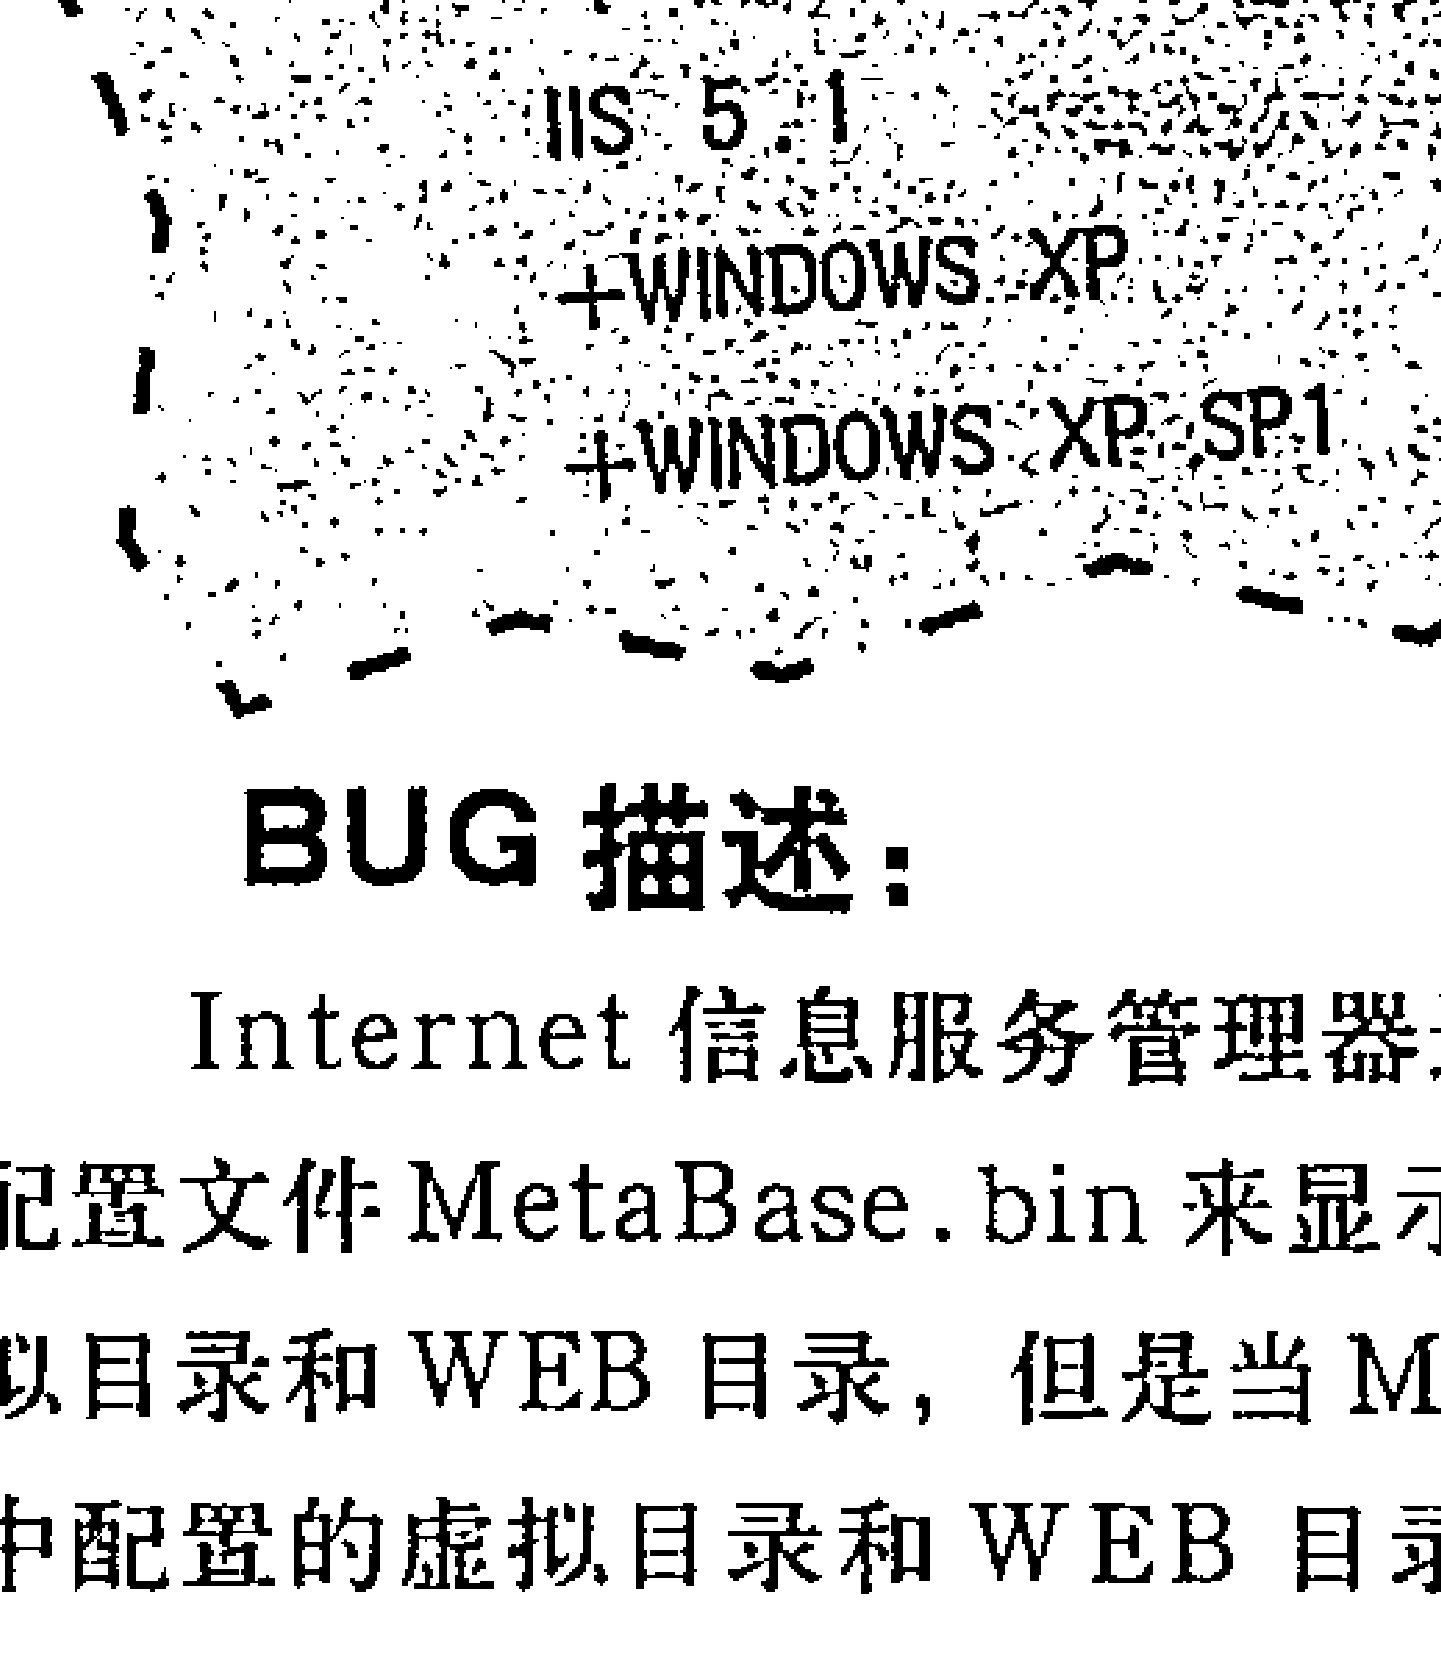 IIS 5.1
+WINDOWS XP
+WINDOWS XP SP1
BUG 描述：
Internet 信息服务管理器
配置文件 MetaBase.bin 来显示
拟目录和 WEB 目录，但是当 M
中配置的虚拟目录和 WEB 目录